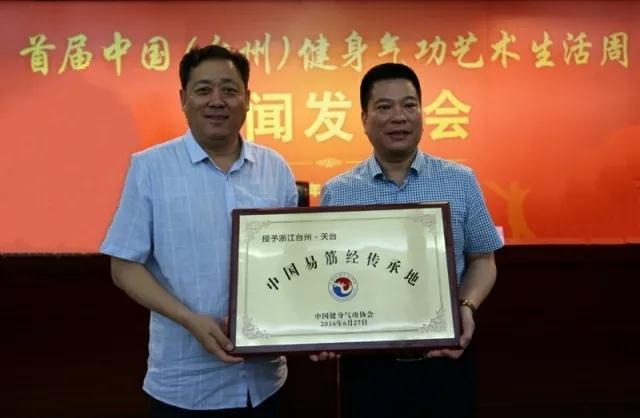 首届中国（台州）健身气功艺术生活周
闻发 会
年
授予浙江台州·天台
中国易筋经传承地
中国健身气功协会
2016年6月27日